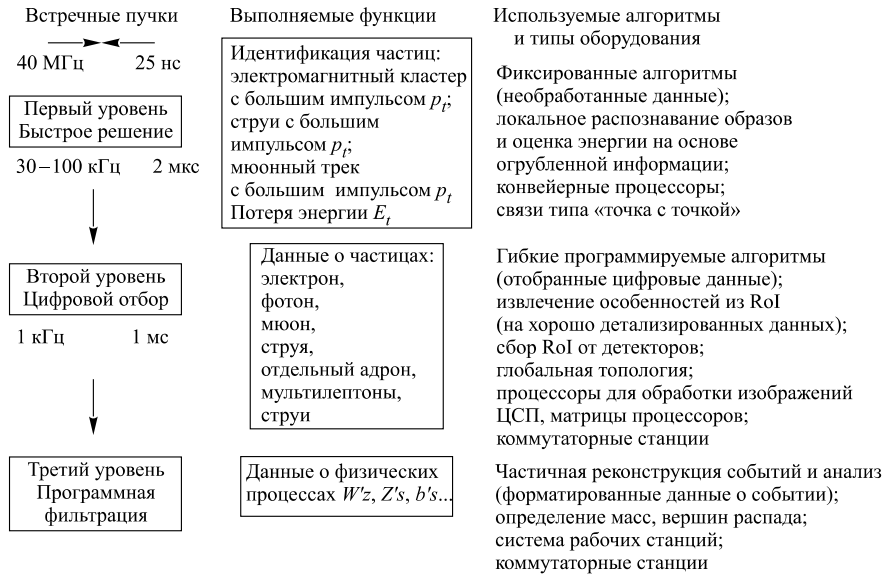 Встречные пучки
40 МГц 25 нс
Первый уровень
Быстрое решение
30–100 кГц 2 мкс
Второй уровень
Цифровой отбор
1 кГц 1 мс
Третий уровень
Программная
фильтрация
Выполняемые функции
Идентификация частиц:
электромагнитный кластер
с большим импульсом pt;
струи с большим
импульсом pt;
мюонный трек
с большим импульсом pt
Потеря энергии Et
Данные о частицах:
электрон,
фотон,
мюон,
струя,
отдельный адрон,
мультилептоны,
струи
Данные о физических
процессах W'z, Z's, b's...
Используемые алгоритмы
и типы оборудования
Фиксированные алгоритмы
(необработанные данные);
локальное распознавание образов
и оценка энергии на основе
огрубленной информации;
конвейерные процессоры;
связи типа «точка с точкой»
Гибкие программируемые алгоритмы
(отобранные цифровые данные);
извлечение особенностей из RoI
(на хорошо детализированных данных);
сбор RoI от детекторов;
глобальная топология;
процессоры для обработки изображений
ЦСП, матрицы процессоров;
коммутаторные станции
Частичная реконструкция событий и анализ
(форматированные данные о событии);
определение масс, вершин распада;
система рабочих станций;
коммутаторные станции